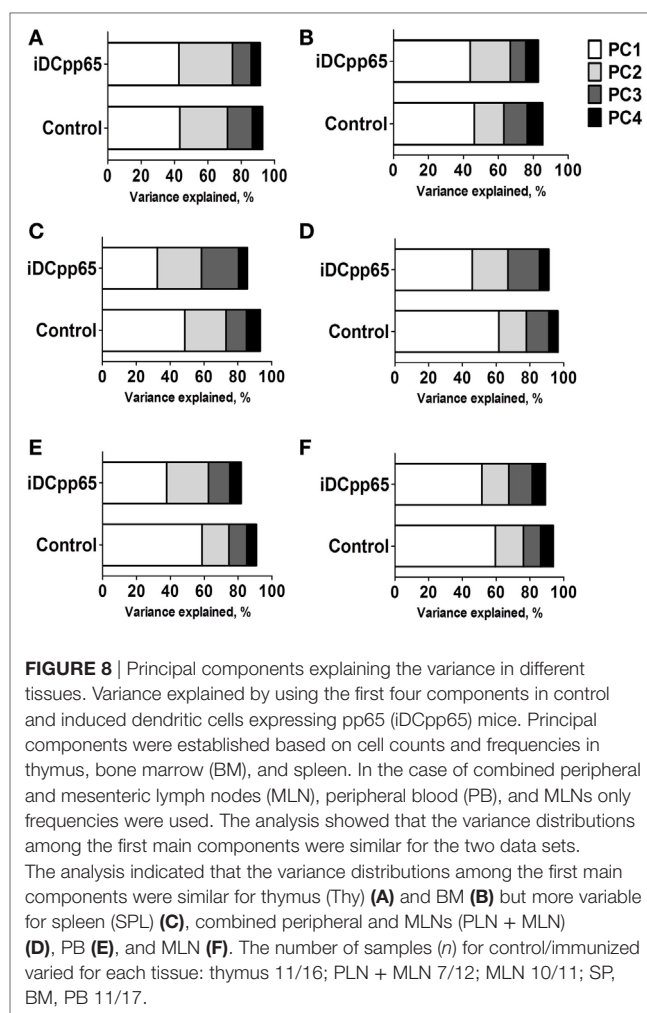 A
iDCpp65
Control
0 20 40 60 80 100
Variance explained, %
B
iDCpp65
Control
0 20 40 60 80 100
Variance explained, %
PC1
PC2
PC3
PC4
C
iDCpp65
Control
0 20 40 60 80 100
Variance explained, %
D
iDCpp65
Control
0 20 40 60 80 100
Variance explained, %
E
iDCpp65
Control
0 20 40 60 80 100
Variance explained, %
F
iDCpp65
Control
0 20 40 60 80 100
Variance explained, %
FIGURE 8 | Principal components explaining the variance in different
tissues. Variance explained by using the first four components in control
and induced dendritic cells expressing pp65 (iDCpp65) mice. Principal
components were established based on cell counts and frequencies in
thymus, bone marrow (BM), and spleen. In the case of combined peripheral
and mesenteric lymph nodes (MLN), peripheral blood (PB), and MLNs only
frequencies were used. The analysis showed that the variance distributions
among the first main components were similar for the two data sets.
The analysis indicated that the variance distributions among the first main
components were similar for thymus (Thy) (A) and BM (B) but more variable
for spleen (SPL) (C), combined peripheral and MLNs (PLN + MLN)
(D), PB (E), and MLN (F). The number of samples (n) for control/immunized
varied for each tissue: thymus 11/16; PLN + MLN 7/12; MLN 10/11; SP,
BM, PB 11/17.